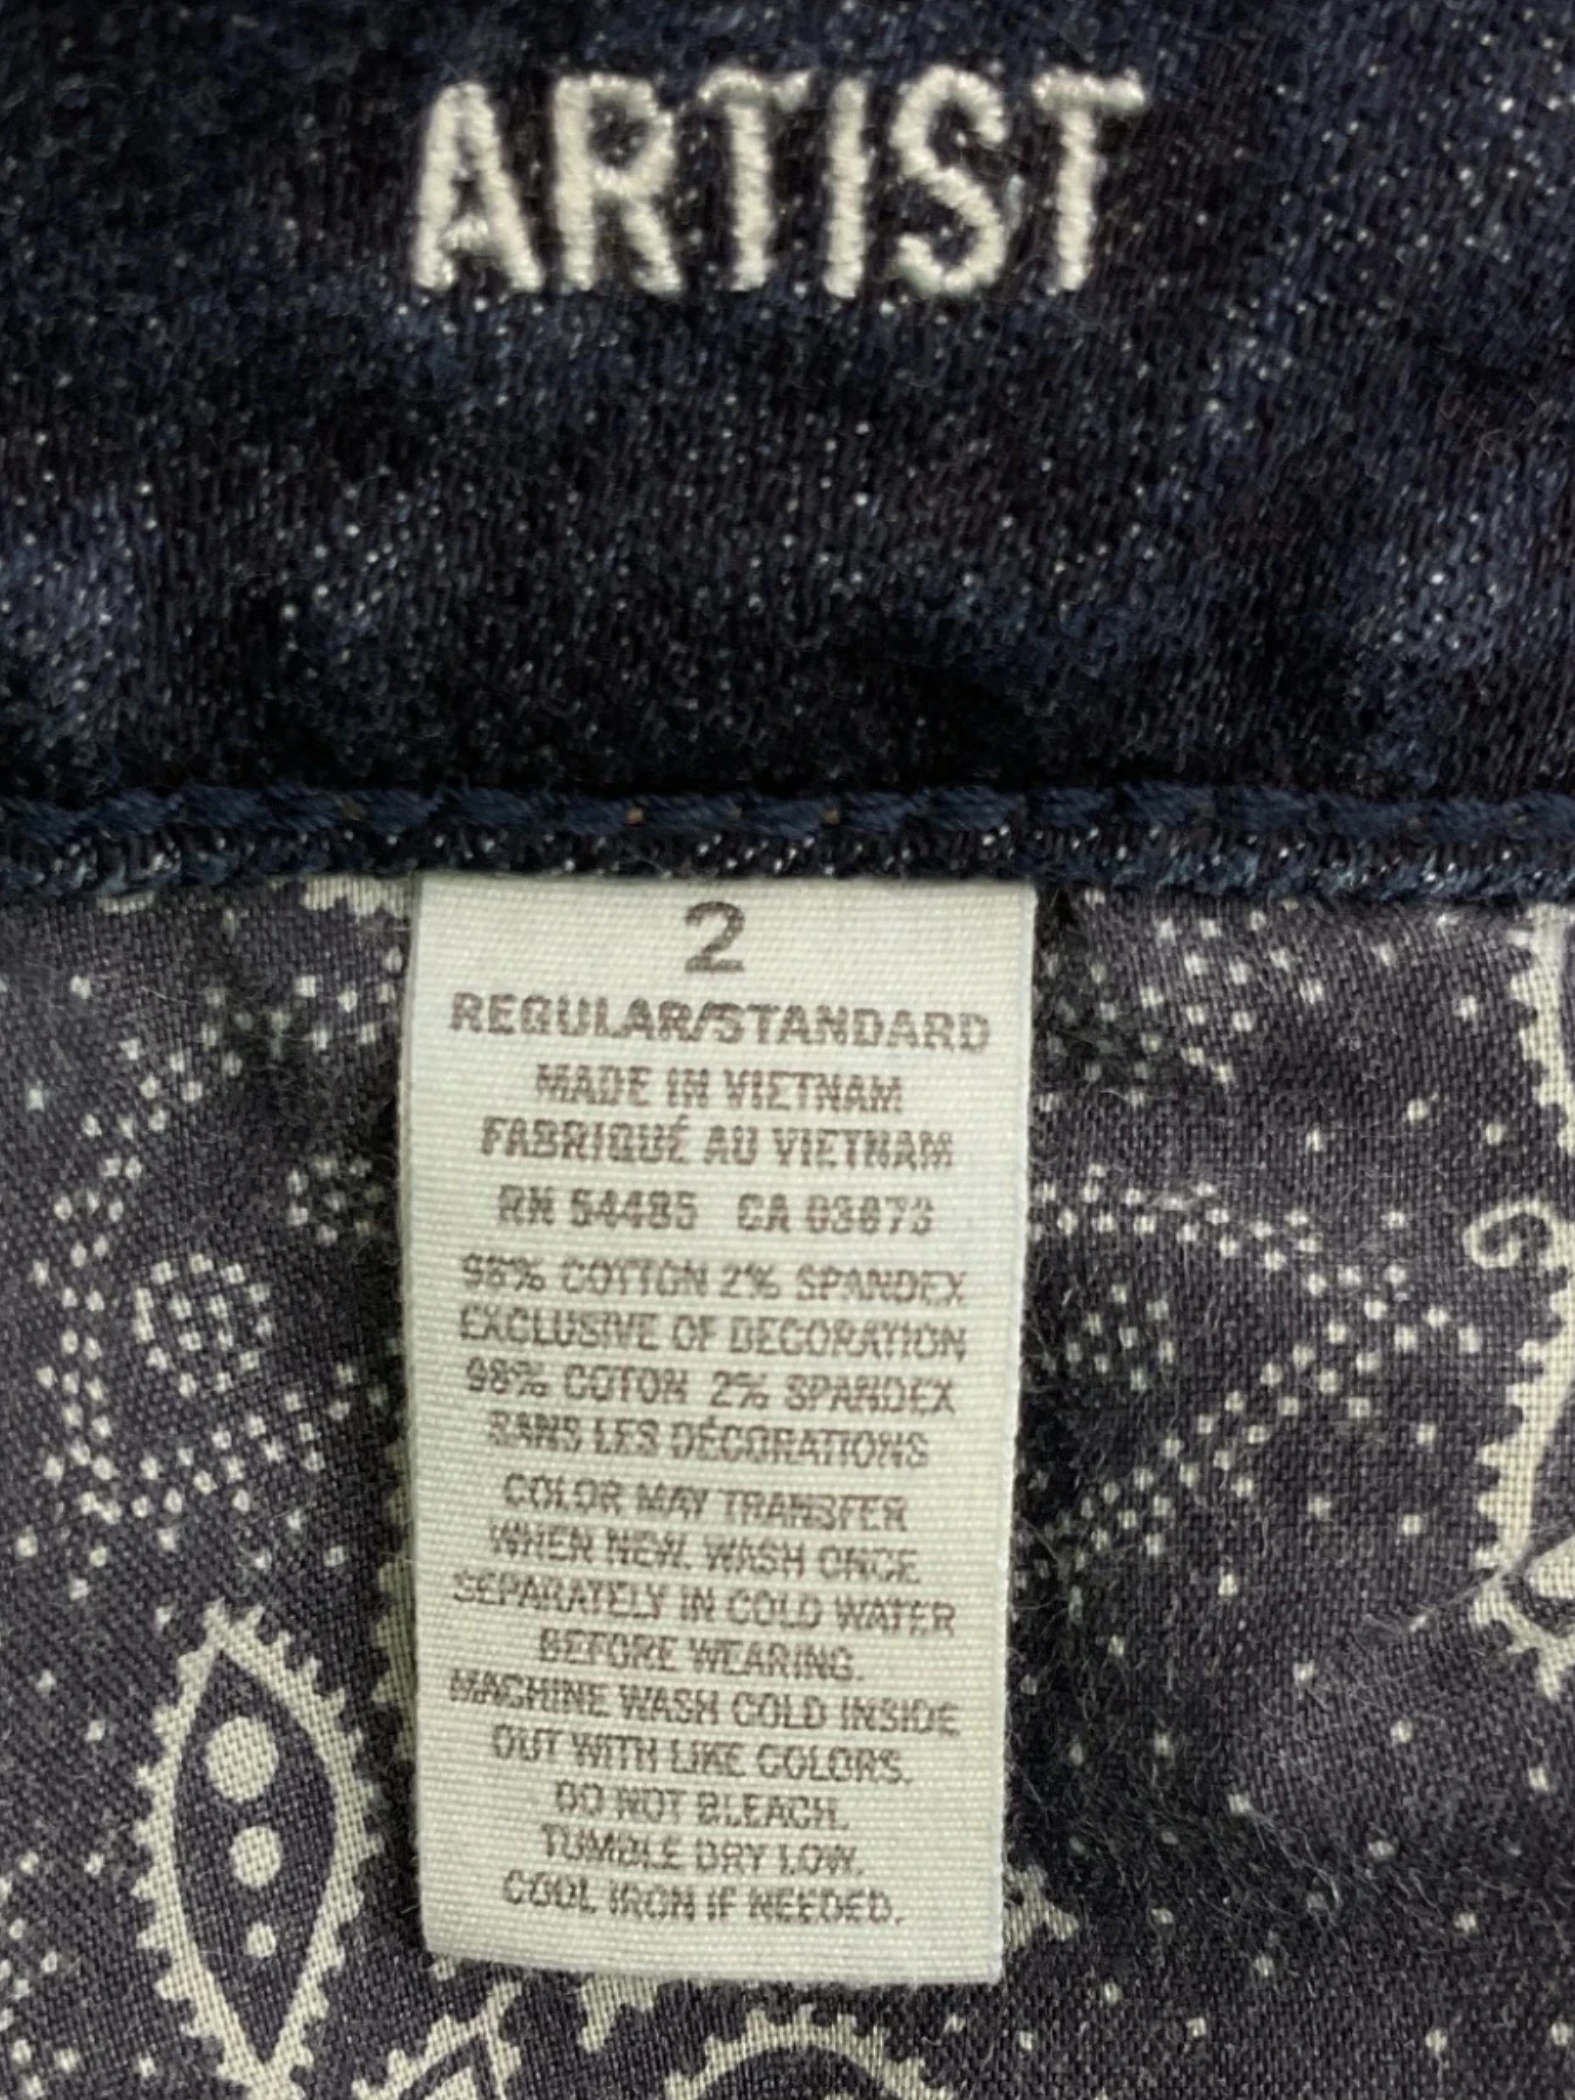 ARTIST
2
REGULAR/STANDARD
MADE IN VIETNAM
FABRIQUÉ AU VIETNAM
RN 54485 CA 03673
98% COTTON 2% SPANDEX
EXCLUSIVE OF DECORATION
98% COTON 2% SPANDEX
SANS LES DÉCORATIONS
COLOR MAY TRANSFER
WHEN NEW. WASH ONCE
SEPARATELY IN COLD WATER
BEFORE WEARING.
MACHINE WASH COLD INSIDE
OUT WITH LIKE COLORS.
DO NOT BLEACH.
TUMBLE DRY LOW.
COOL IRON IF NEEDED.